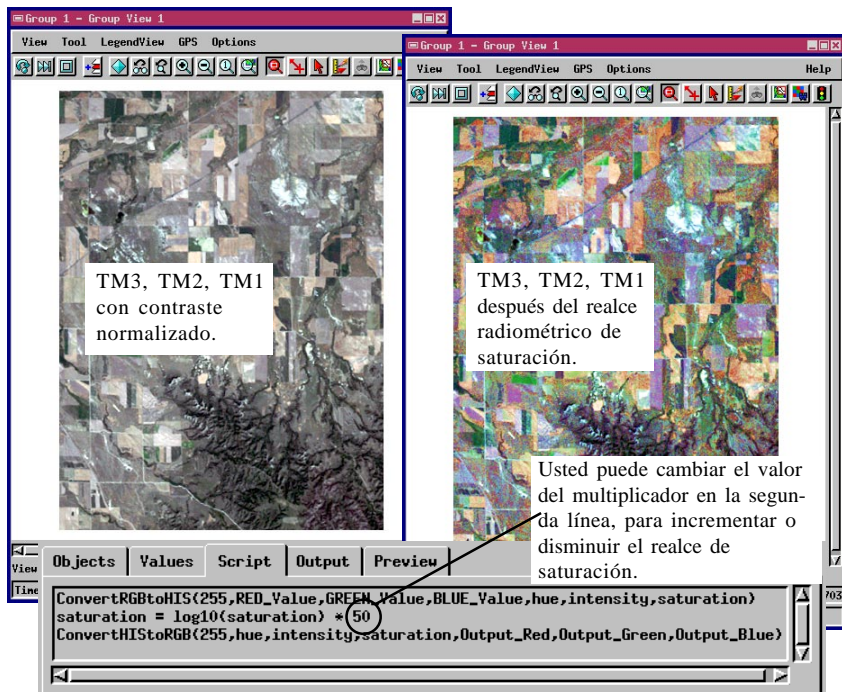 Group 1 - Group View 1
View Tool LegendView GPS Options
Group 1 - Group View 1
View Tool LegendView GPS Options Help
TM3, TM2, TM1
con contraste
normalizado.
TM3, TM2, TM1
después del realce
radiométrico de
saturación.
Usted puede cambiar el valor
del multiplicador en la segun-
da línea, para incrementar o
disminuir el realce de
saturación.
View
Time
703
Objects Values Script Output Preview
ConvertRGBtoHIS(255,RED_Value,GREEN_Value,BLUE_Value,hue,intensity,saturation)
saturation = log10(saturation) * 50
ConvertHIStoRGB(255,hue,intensity,saturation,Output_Red,Output_Green,Output_Blue)